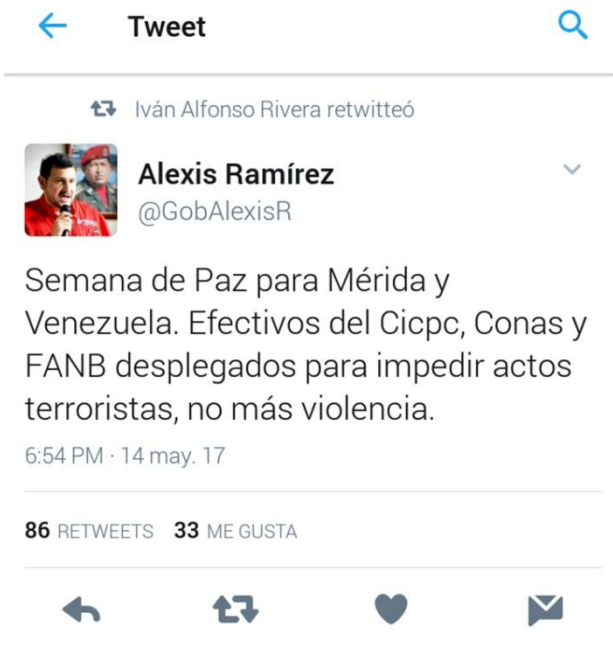 Tweet
Iván Alfonso Rivera retwitteó
Alexis Ramírez
@GobAlexisR
Semana de Paz para Mérida y
Venezuela. Efectivos del Cicpc, Conas y
FANB desplegados para impedir actos
terroristas, no más violencia.
6:54 PM · 14 may. 17
86 RETWEETS 33 ME GUSTA